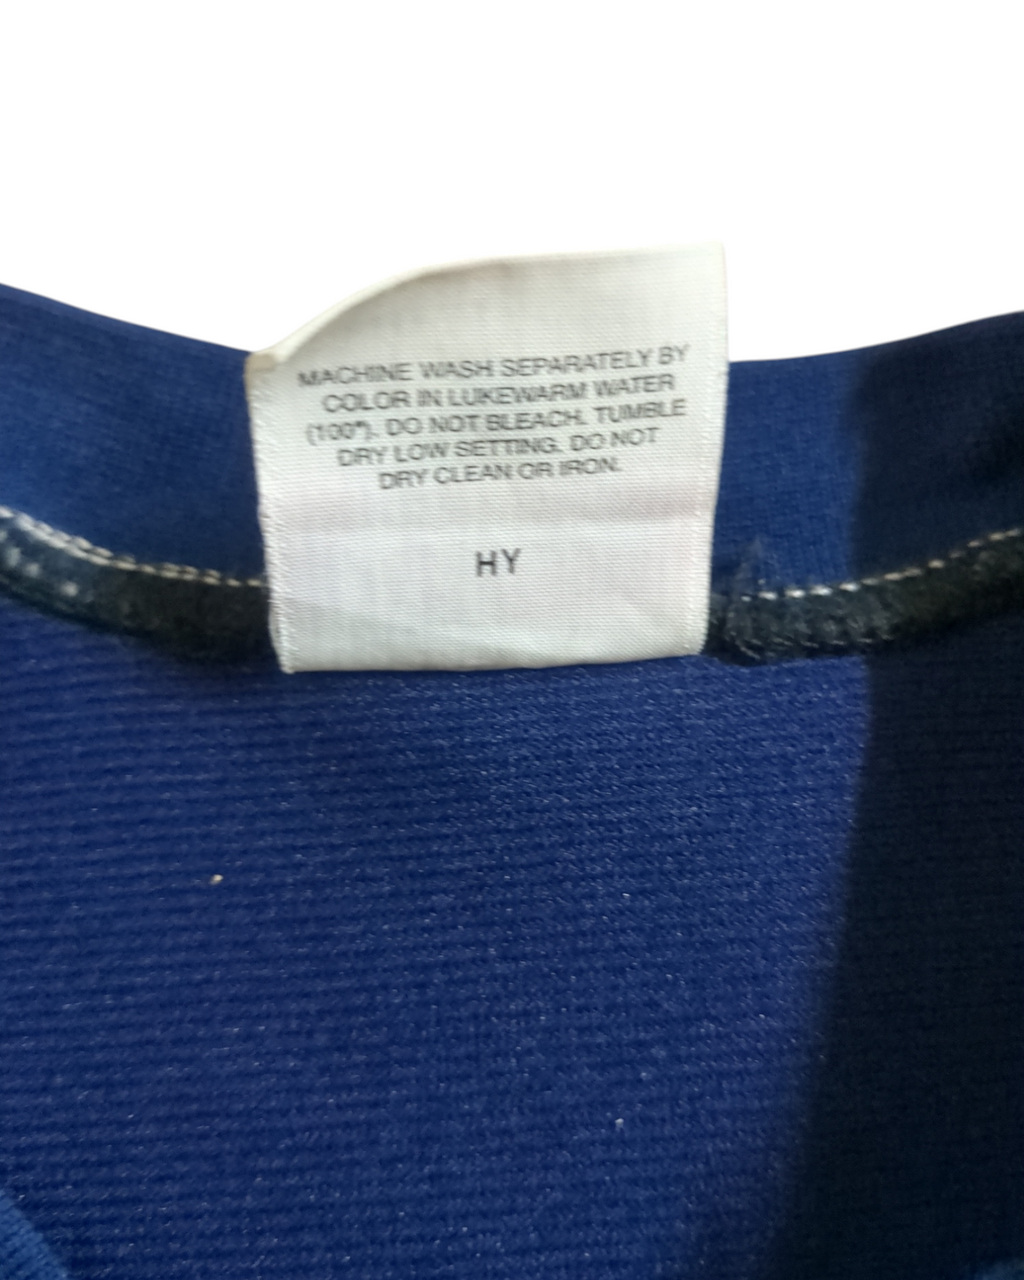 MACHINE WASH SEPARATELY BY
COLOR IN LUKEWARM WATER
(100°). DO NOT BLEACH. TUMBLE
DRY LOW SETTING. DO NOT
DRY CLEAN OR IRON.
HY